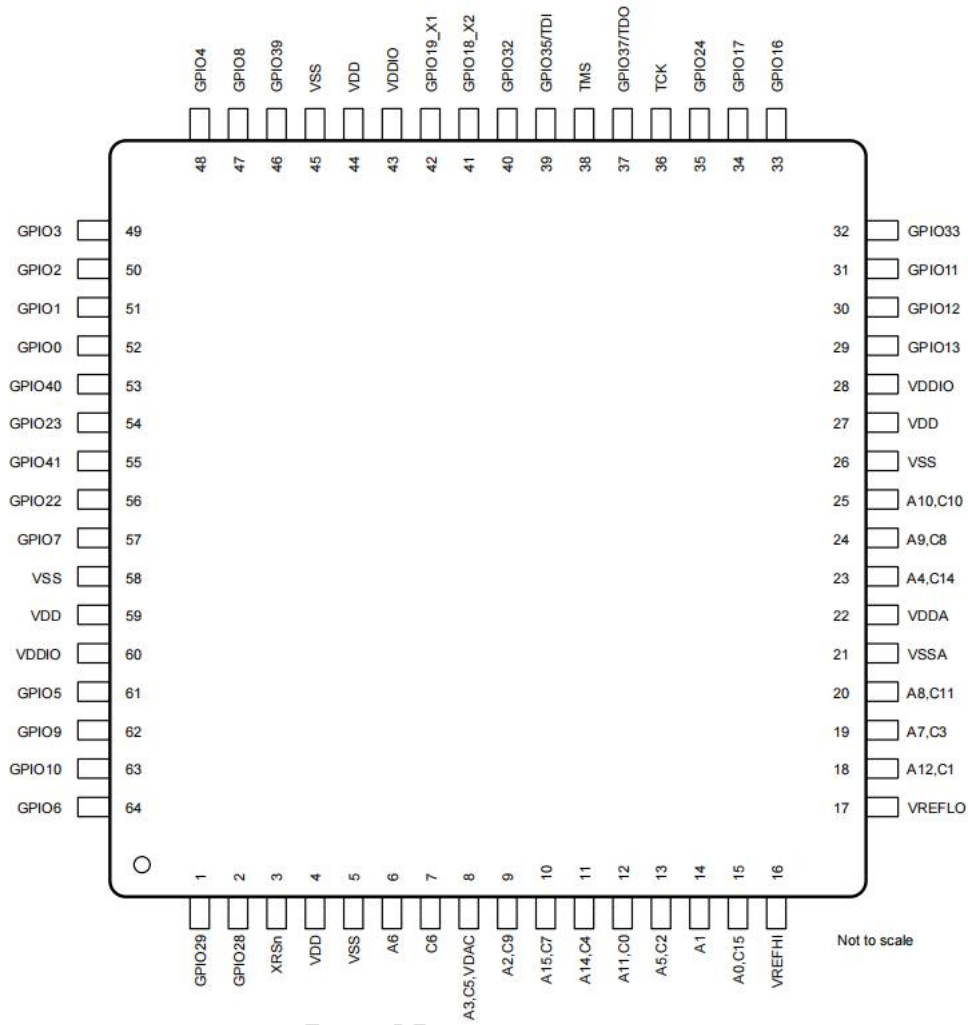 GPIO4
GPIO8
GPIO39
VSS
VDD
VDDIO
GPIO19_X1
GPIO18_X2
GPIO32
GPIO35/TDI
TMS
GPIO37/TDO
TCK
GPIO24
GPIO17
GPIO16
48 47 46 45 44 43 42 41 40 39 38 37 36 35 34 33
GPIO3 49 32 GPIO33
GPIO2 50 31 GPIO11
GPIO1 51 30 GPIO12
GPIO0 52 29 GPIO13
GPIO40 53 28 VDDIO
GPIO23 54 27 VDD
GPIO41 55 26 VSS
GPIO22 56 25 A10,C10
GPIO7 57 24 A9,C8
VSS 58 23 A4,C14
VDD 59 22 VDDA
VDDIO 60 21 VSSA
GPIO5 61 20 A8,C11
GPIO9 62 19 A7,C3
GPIO10 63 18 A12,C1
GPIO6 64 17 VREFLO
1 2 3 4 5 6 7 8 9 10 11 12 13 14 15 16
GPIO29
GPIO28
XRSn
VDD
VSS
A6
C6
A3,C5,VDAC
A2,C9
A15,C7
A14,C4
A11,C0
A5,C2
A1
A0,C15
VREFHI
Not to scale